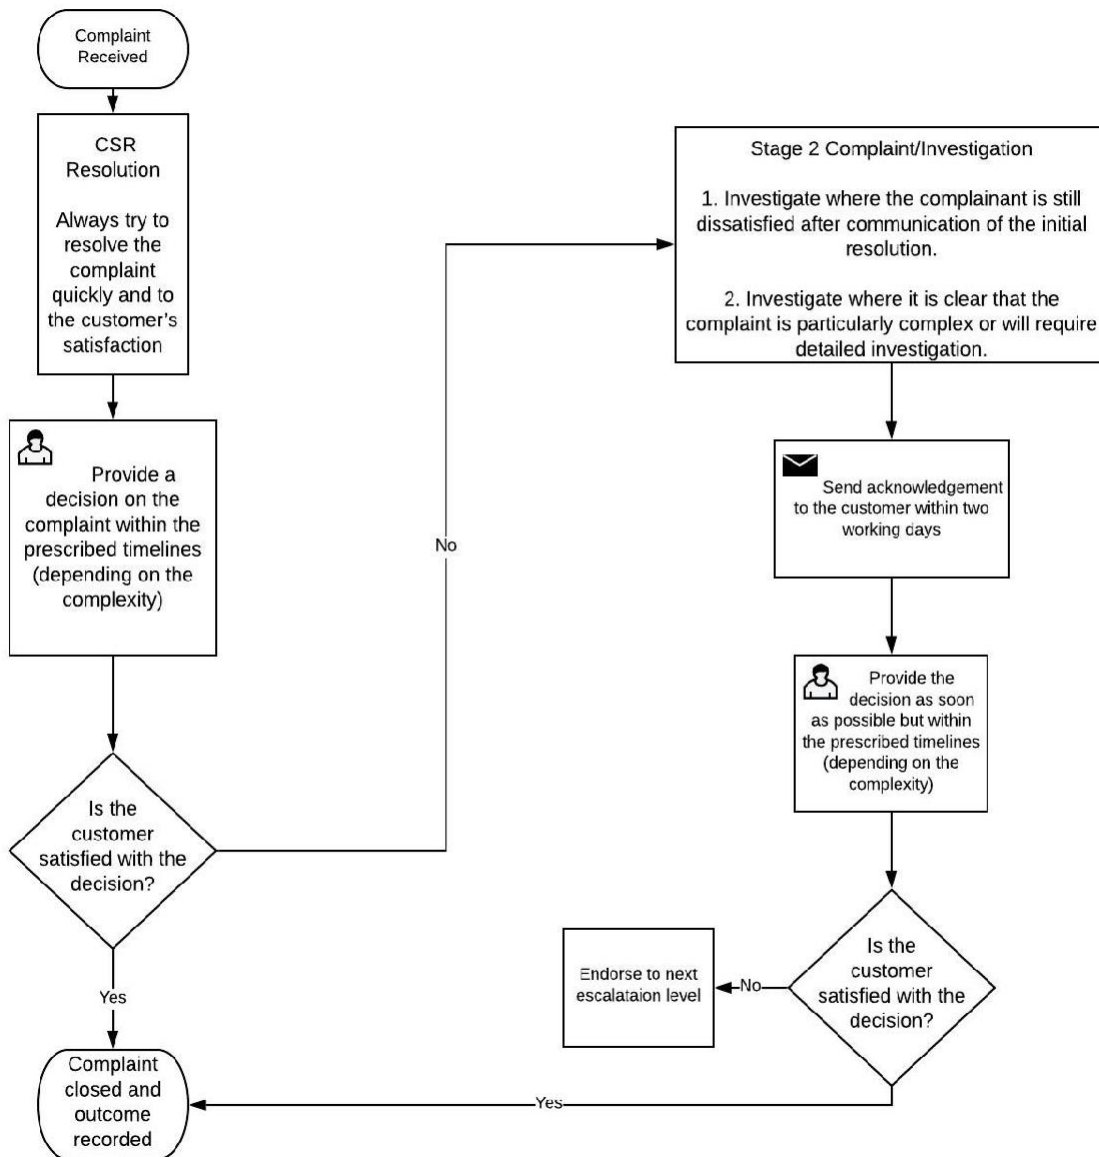 Complaint
Received
CSR
Resolution
Always try to
resolve the
complaint
quickly and to
the customer's
satisfaction
Provide a
decision on the
complaint within the
prescribed timelines
(depending on the
complexity)
Is the
customer
satisfied with the
decision?
Yes
Complaint
closed and
outcome
recorded
No
Stage 2 Complaint/Investigation
1. Investigate where the complainant is still
dissatisfied after communication of the initial
resolution.
2. Investigate where it is clear that the
complaint is particularly complex or will require
detailed investigation.
Send acknowledgement
to the customer within two
working days
Provide the
decision as soon
as possible but within
the prescribed timelines
(depending on the
complexity)
Is the
customer
satisfied with the
decision?
No
Endorse to next
escalataion level
Yes